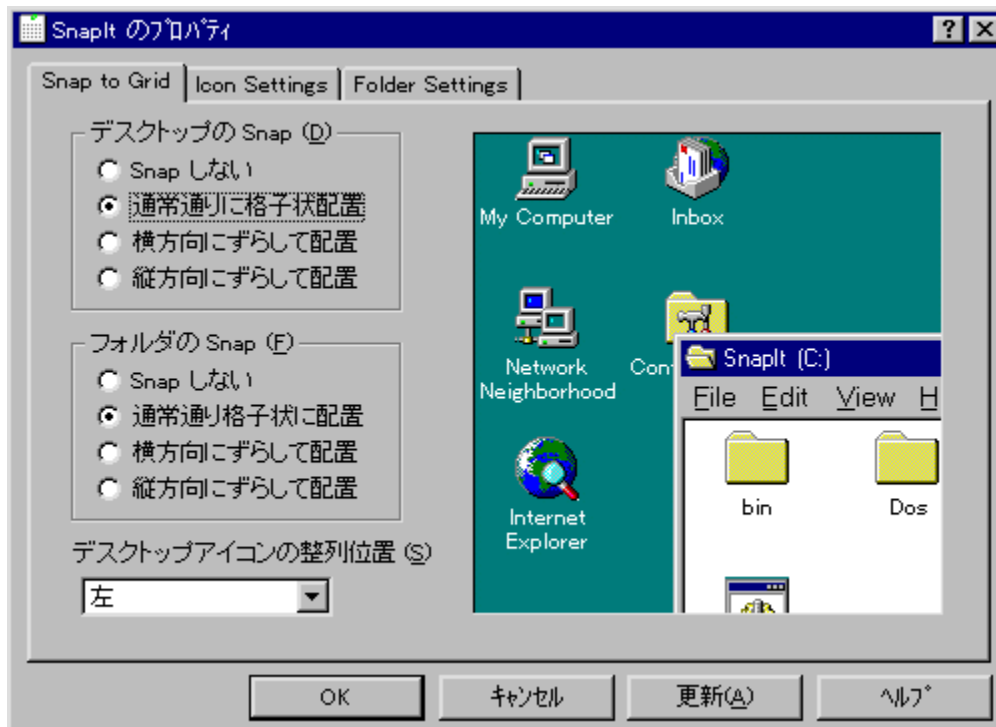 SnapIt のﾌﾟﾛﾊﾟﾃｨ
Snap to Grid
Icon Settings
Folder Settings
デスクトップの Snap (D)
Snap しない
通常通りに格子状配置
横方向にずらして配置
縦方向にずらして配置
フォルダの Snap (F)
Snap しない
通常通り格子状に配置
横方向にずらして配置
縦方向にずらして配置
デスクトップアイコンの整列位置 (S)
左
My Computer
Inbox
Network
Neighborhood
Con
Internet
Explorer
SnapIt (C:)
File Edit View H
bin
Dos
OK
ｷｬﾝｾﾙ
更新(A)
ﾍﾙﾌﾟ